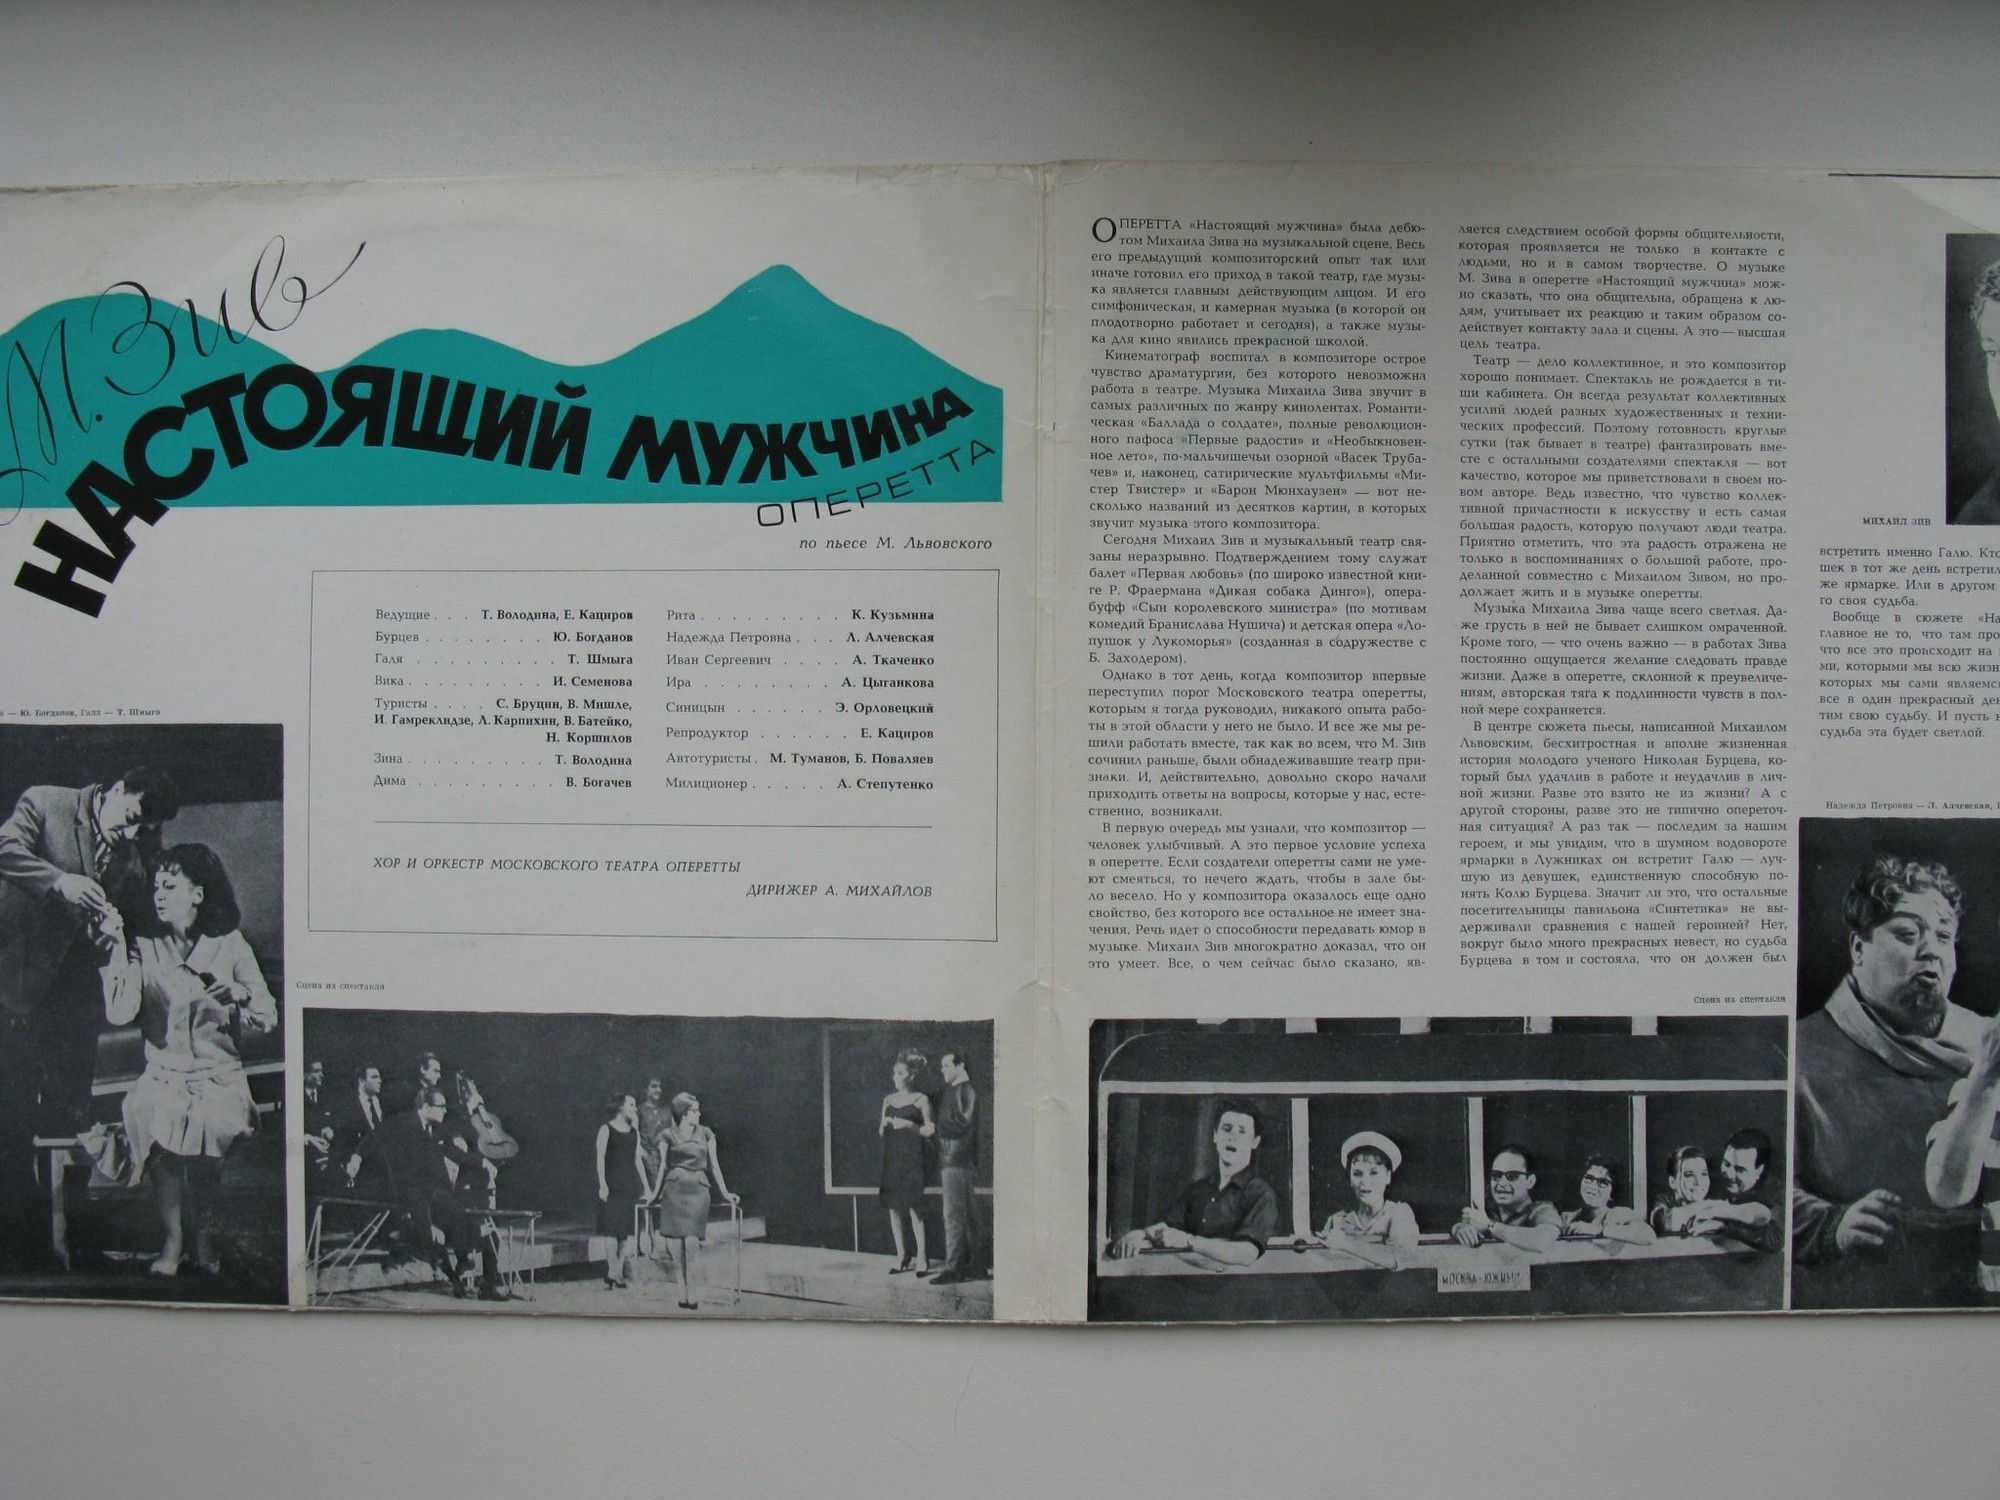 М. Зив
НАСТОЯЩИЙ МУЖЧИНА
ОПЕРЕТТА
по пьесе М. Львовского
Ведущие . . . Т. Володина, Е. Кациров
Бурцев . . . . . . . . Ю. Богданов
Галя . . . . . . . . . Т. Шмыга
Вика . . . . . . . . . И. Семенова
Туристы . . . . С. Бруцин, В. Мишле,
И. Гамреклидзе, Л. Карпихин, В. Батейко,
Н. Коршилов
Зина . . . . . . . . . Т. Володина
Дима . . . . . . . . . В. Богачев
Рита . . . . . . . . . К. Кузьмина
Надежда Петровна . . . Л. Алчевская
Иван Сергеевич . . . . А. Ткаченко
Ира . . . . . . . . А. Цыганкова
Синицын . . . . . . Э. Орловецкий
Репродуктор . . . . . . Е. Кациров
Автотуристы . М. Туманов, Б. Поваляев
Милиционер . . . . . А. Степутенко
ХОР И ОРКЕСТР МОСКОВСКОГО ТЕАТРА ОПЕРЕТТЫ
ДИРИЖЕР А. МИХАЙЛОВ
— Ю. Богданов, Галя — Т. Шмыга
Сцена из спектакля
ОПЕРЕТТА «Настоящий мужчина» была дебю-
том Михаила Зива на музыкальной сцене. Весь
его предыдущий композиторский опыт так или
иначе готовил его приход в такой театр, где музы-
ка является главным действующим лицом. И его
симфоническая, и камерная музыка (в которой он
плодотворно работает и сегодня), а также музы-
ка для кино явились прекрасной школой.
Кинематограф воспитал в композиторе острое
чувство драматургии, без которого невозможна
работа в театре. Музыка Михаила Зива звучит в
самых различных по жанру кинолентах. Романти-
ческая «Баллада о солдате», полные революцион-
ного пафоса «Первые радости» и «Необыкновен-
ное лето», по-мальчишечьи озорной «Васек Труба-
чев» и, наконец, сатирические мультфильмы «Ми-
стер Твистер» и «Барон Мюнхаузен» — вот не-
сколько названий из десятков картин, в которых
звучит музыка этого композитора.
Сегодня Михаил Зив и музыкальный театр свя-
заны неразрывно. Подтверждением тому служат
балет «Первая любовь» (по широко известной кни-
ге Р. Фраермана «Дикая собака Динго»), опера-
буфф «Сын королевского министра» (по мотивам
комедий Бранислава Нушича) и детская опера «Ло-
пушок у Лукоморья» (созданная в содружестве с
Б. Заходером).
Однако в тот день, когда композитор впервые
переступил порог Московского театра оперетты,
которым я тогда руководил, никакого опыта рабо-
ты в этой области у него не было. И все же мы ре-
шили работать вместе, так как во всем, что М. Зив
сочинил раньше, были обнадеживавшие театр при-
знаки. И, действительно, довольно скоро начали
приходить ответы на вопросы, которые у нас, есте-
ственно, возникали.
В первую очередь мы узнали, что композитор —
человек улыбчивый. А это первое условие успеха
в оперетте. Если создатели оперетты сами не уме-
ют смеяться, то нечего ждать, чтобы в зале бы-
ло весело. Но у композитора оказалось еще одно
свойство, без которого все остальное не имеет зна-
чения. Речь идет о способности передавать юмор в
музыке. Михаил Зив многократно доказал, что он
это умеет. Все, о чем сейчас было сказано, яв-
ляется следствием особой формы общительности,
которая проявляется не только в контакте с
людьми, но и в самом творчестве. О музыке
М. Зива в оперетте «Настоящий мужчина» мож-
но сказать, что она общительна, обращена к лю-
дям, учитывает их реакцию и таким образом со-
действует контакту зала и сцены. А это — высшая
цель театра.
Театр — дело коллективное, и это композитор
хорошо понимает. Спектакль не рождается в ти-
ши кабинета. Он всегда результат коллективных
усилий людей разных художественных и техни-
ческих профессий. Поэтому готовность круглые
сутки (так бывает в театре) фантазировать вме-
сте с остальными создателями спектакля — вот
качество, которое мы приветствовали в своем но-
вом авторе. Ведь известно, что чувство коллек-
тивной причастности к искусству и есть самая
большая радость, которую получают люди театра.
Приятно отметить, что эта радость отражена не
только в воспоминаниях о большой работе, про-
деланной совместно с Михаилом Зивом, но про-
должает жить и в музыке оперетты.
Музыка Михаила Зива чаще всего светлая. Да-
же грусть в ней не бывает слишком омраченной.
Кроме того, — что очень важно — в работах Зива
постоянно ощущается желание следовать правде
жизни. Даже в оперетте, склонной к преувеличе-
ниям, авторская тяга к подлинности чувств в пол-
ной мере сохраняется.
В центре сюжета пьесы, написанной Михаилом
Львовским, бесхитростная и вполне жизненная
история молодого ученого Николая Бурцева, ко-
торый был удачлив в работе и неудачлив в лич-
ной жизни. Разве это взято не из жизни? А с
другой стороны, разве это не типично опереточ-
ная ситуация? А раз так — последим за нашим
героем, и мы увидим, что в шумном водовороте
ярмарки в Лужниках он встретит Галю — луч-
шую из девушек, единственную способную по-
нять Колю Бурцева. Значит ли это, что остальные
посетительницы павильона «Синтетика» не вы-
держивали сравнения с нашей героиней? Нет,
вокруг было много прекрасных невест, но судьба
Бурцева в том и состояла, что он должен был
Сцена из спектакля
МОСКВА-ЮЖНЫЙ
МИХАИЛ ЗИВ
встретить именно Галю. Кто
шек в тот же день встретил
же ярмарке. Или в другом
го своя судьба.
Вообще в сюжете «На
главное не то, что там про
что все это происходит на
ми, которыми мы всю жизн
которых мы сами являемс
все в один прекрасный ден
тим свою судьбу. И пусть н
судьба эта будет светлой.
Надежда Петровна — Л. Алчевская,